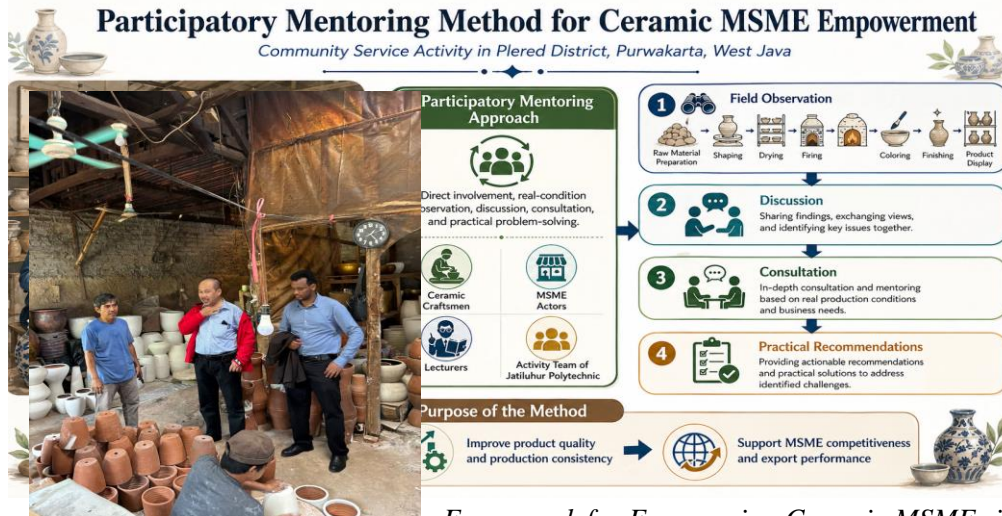 Participatory Mentoring Method for Ceramic MSME Empowerment
Community Service Activity in Plered District, Purwakarta, West Java
Participatory Mentoring
Approach
Direct involvement, real-condition
observation, discussion, consultation,
and practical problem-solving.
Ceramic
Craftsmen
MSME
Actors
Lecturers
Activity Team of
Jatiluhur Polytechnic
1
Field Observation
Raw Material
Preparation
Shaping
Drying
Firing
Coloring
Finishing
Product
Display
2
Discussion
Sharing findings, exchanging views,
and identifying key issues together.
3
Consultation
In-depth consultation and mentoring
based on real production conditions
and business needs.
4
Practical Recommendations
Providing actionable recommendations
and practical solutions to address
identified challenges.
Purpose of the Method
Improve product quality
and production consistency
Support MSME competitiveness
and export performance
for Empowering Ceramic MSME